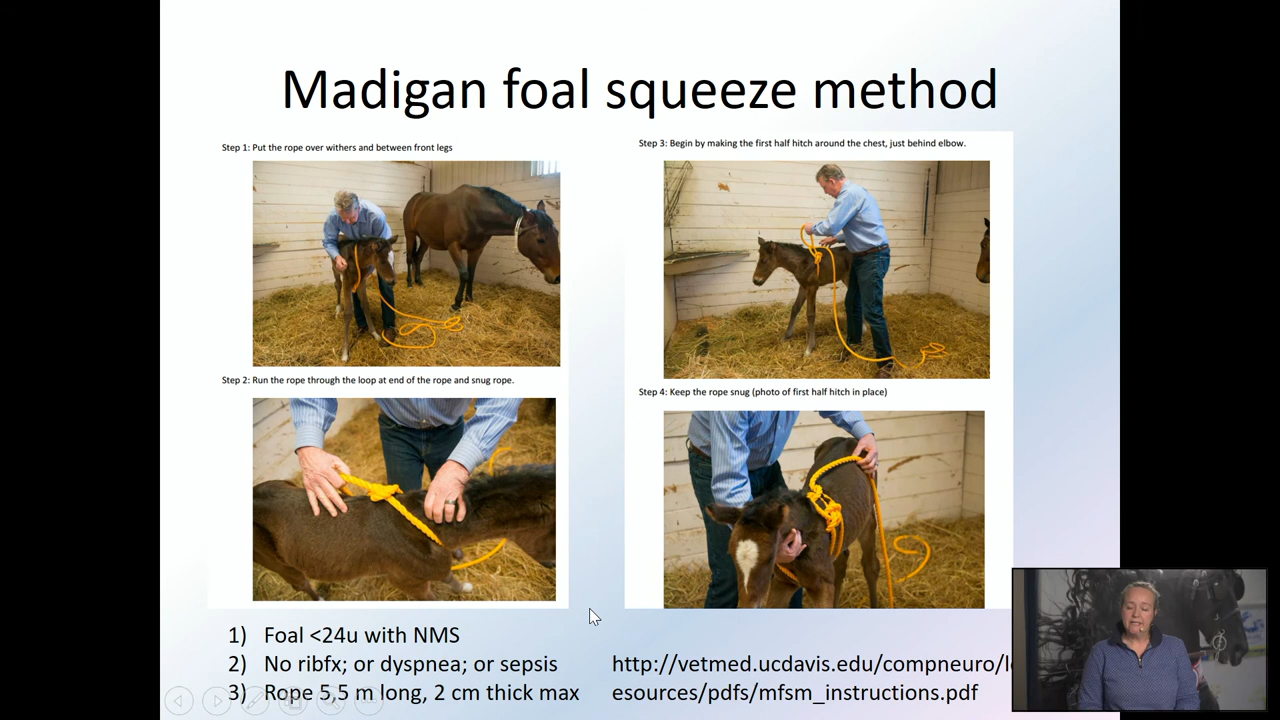 Madigan foal squeeze method
Step 1: Put the rope over withers and between front legs
Step 2: Run the rope through the loop at end of the rope and snug rope.
Step 3: Begin by making the first half hitch around the chest, just behind elbow.
Step 4: Keep the rope snug (photo of first half hitch in place)
1) Foal <24u with NMS
2) No ribfx; or dyspnea; or sepsis
3) Rope 5,5 m long, 2 cm thick max
http://vetmed.ucdavis.edu/compneuro/l
esources/pdfs/mfsm_instructions.pdf